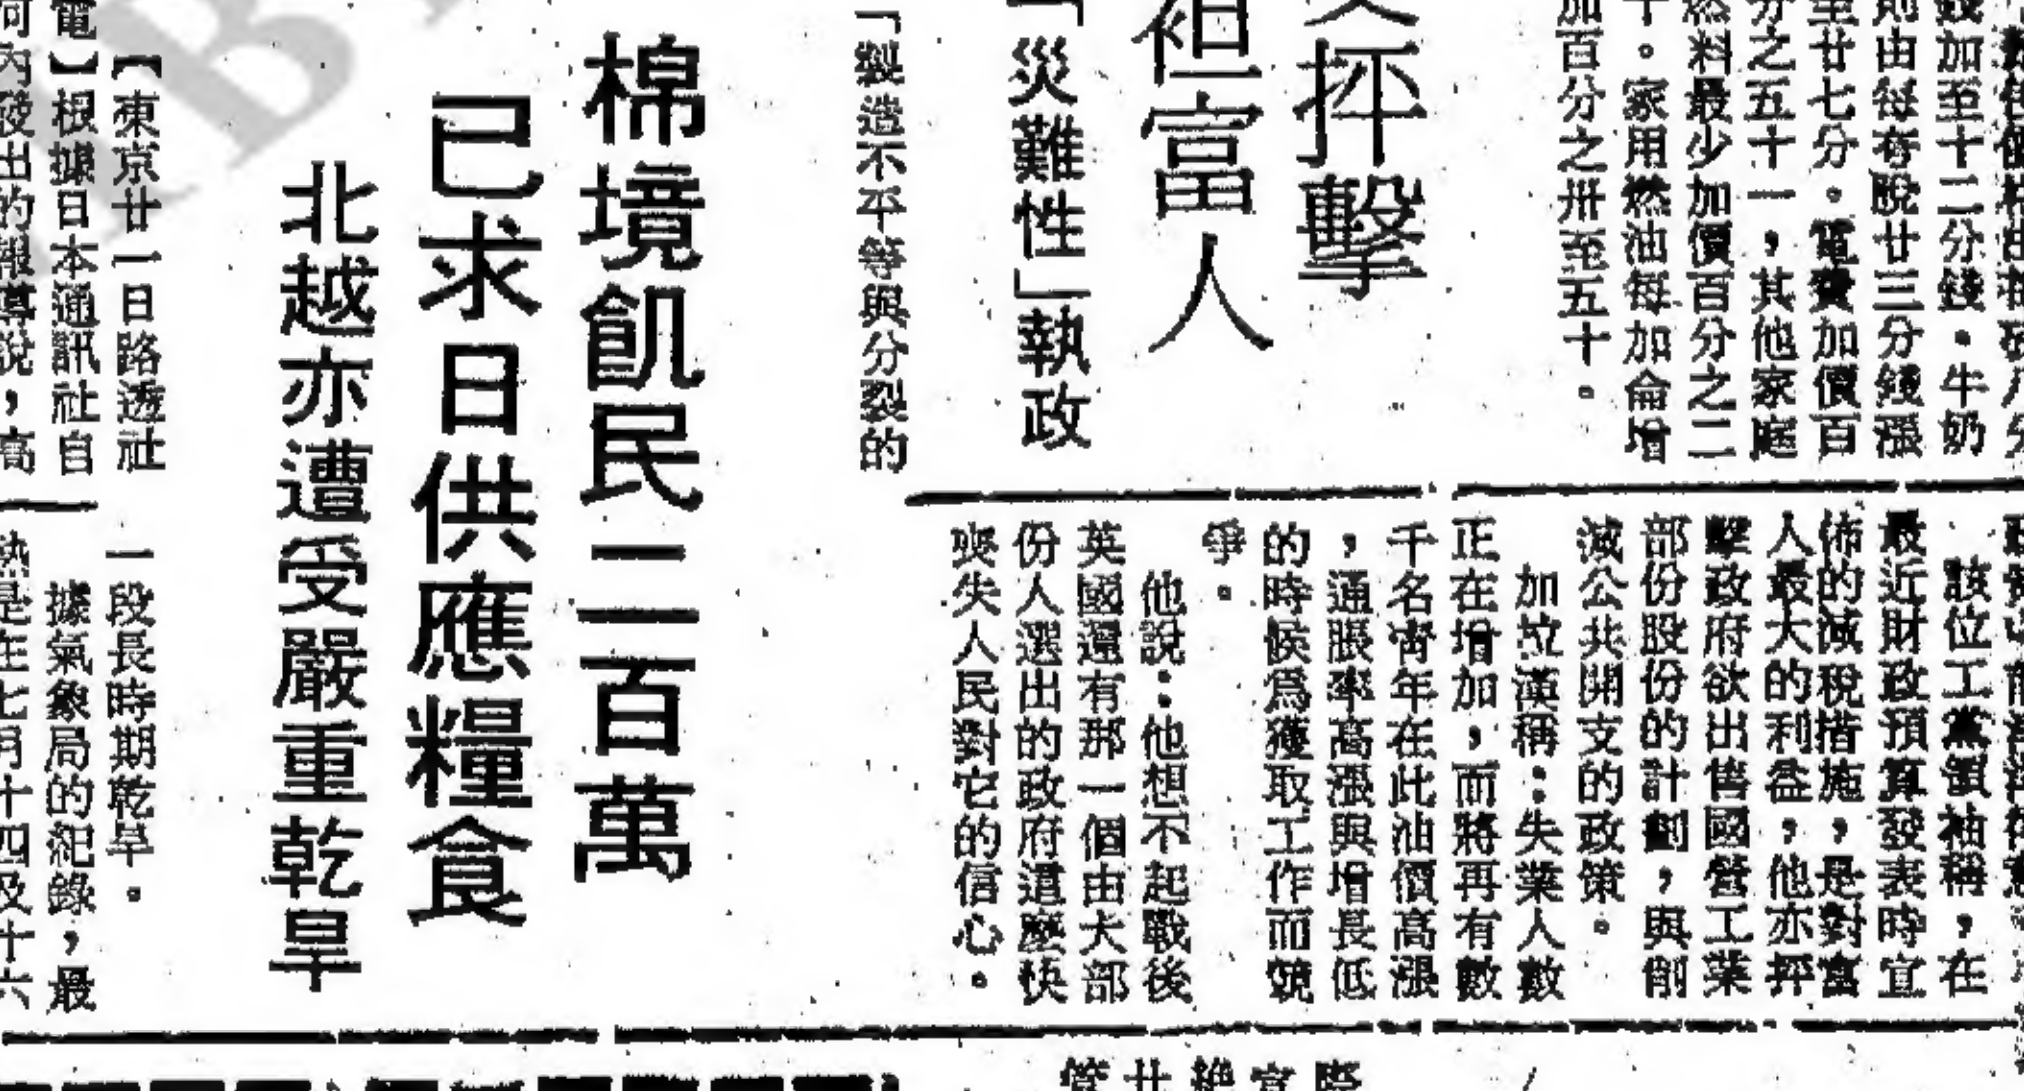 錢加至十二分錢。牛奶
則由每存脫廿三分錢漲
至廿七分。電費加價百
分之五十一,其他家庭
燃料最少加價百分之二
十。家用燃油每加侖增
加百分之卅至五十。
抨擊
袒富人
「災難性」執政
「製造不平等與分裂的
該位工黨領袖稱,在
最近財政預算發表時宣
佈的減稅措施,是對富
人最大的利益,他亦抨
擊政府欲出售國營工業
部份股份的計劃,與削
減公共開支的政策。
加拉漢稱:失業人數
正在增加,而將再有數
千名青年在此油價高漲
,通賬率高漲與增長低
的時候爲獲取工作而競
爭。
他說:他想不起戰後
英國還有那一個由大部
份人選出的政府這麼快
喪失人民對它的信心。
棉境飢民二百萬
已求日供應糧食
北越亦遭受嚴重乾旱
【東京廿一日路透社
電】根據日本通訊社自
河內發出的報導說,高
一段長時期乾旱。
據氣象局的紀錄,最
熱是在七月十四及十六